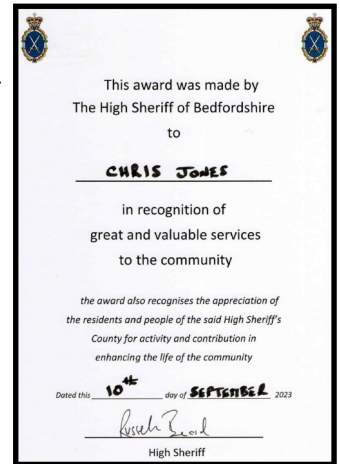 This award was made by
The High Sheriff of Bedfordshire
to
CHRIS JONES
in recognition of
great and valuable services
to the community
the award also recognises the appreciation of
the residents and people of the said High Sheriff's
County for activity and contribution in
enhancing the life of the community
Dated this 10th day of SEPTEMBER 2023
Russell Beard
High Sheriff